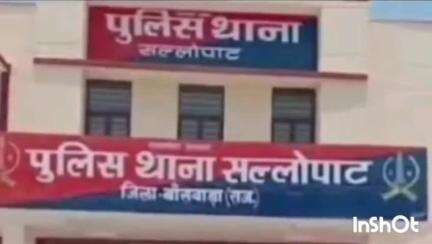 पुलिस थाना
सल्लोपाट
पुलिस थाना सल्लोपाट
जिला-बाँसवाड़ा (राज.)
InShOt